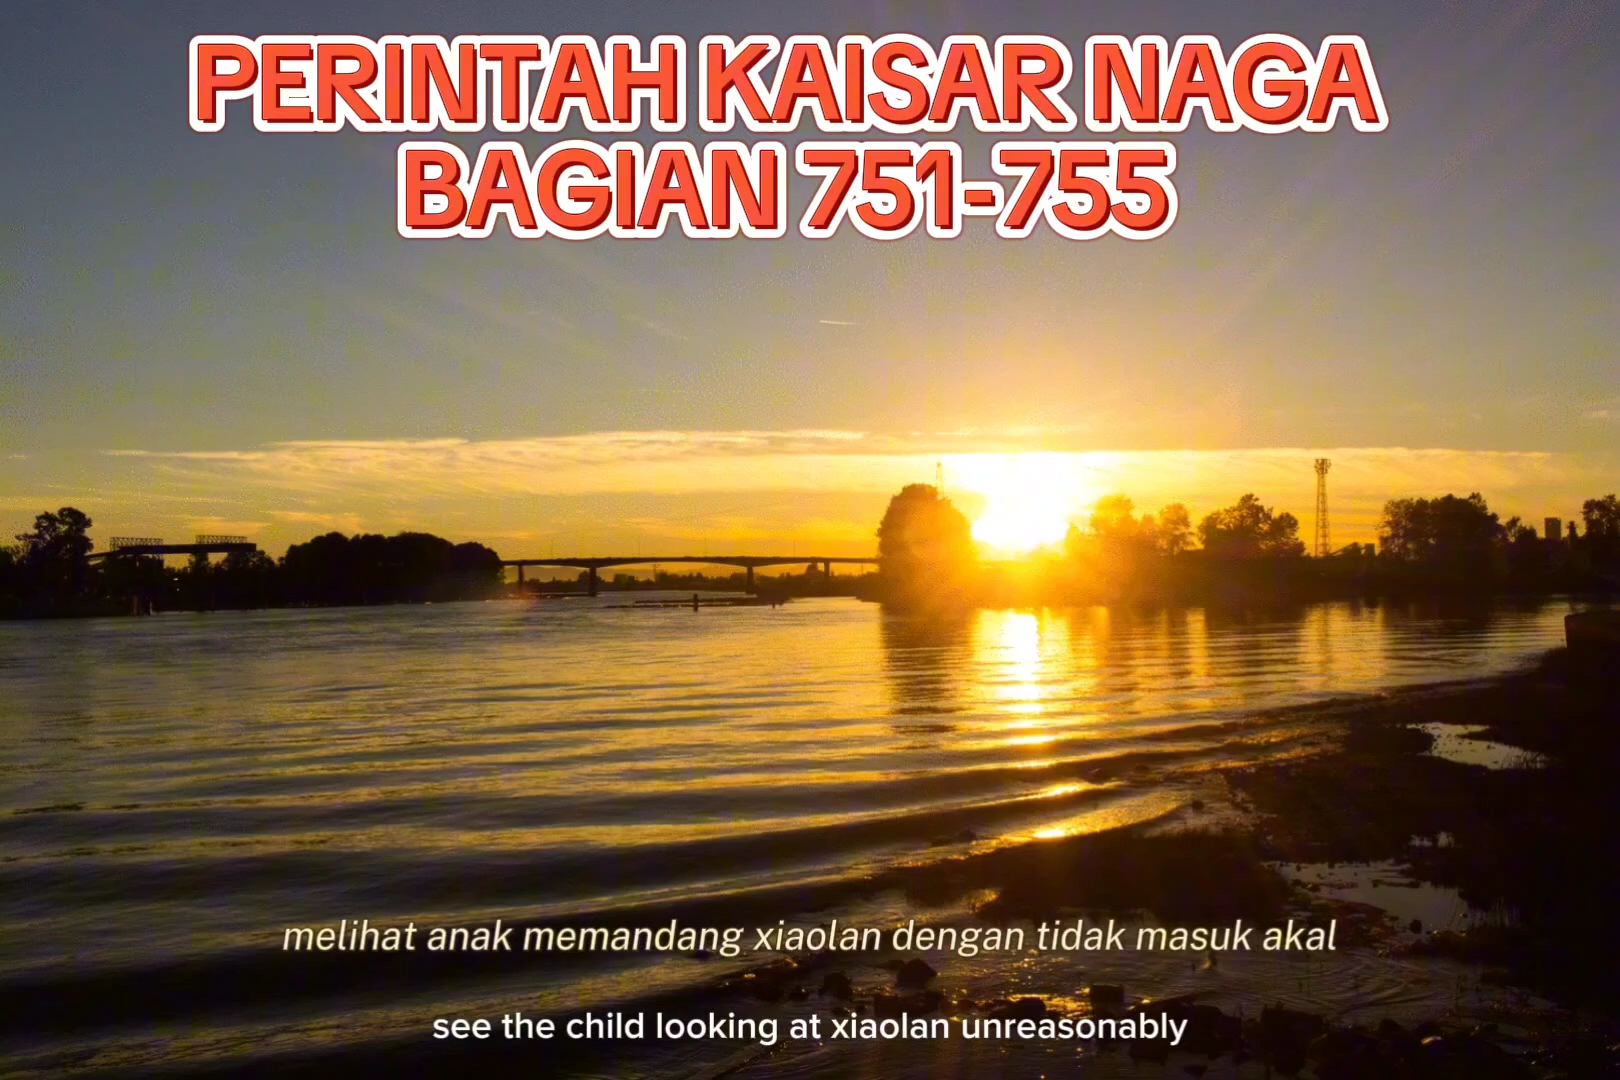 PERINTAH KAISAR NAGA
BAGIAN 751-755
melihat anak memandang xiaolan dengan tidak masuk akal
see the child looking at xiaolan unreasonably